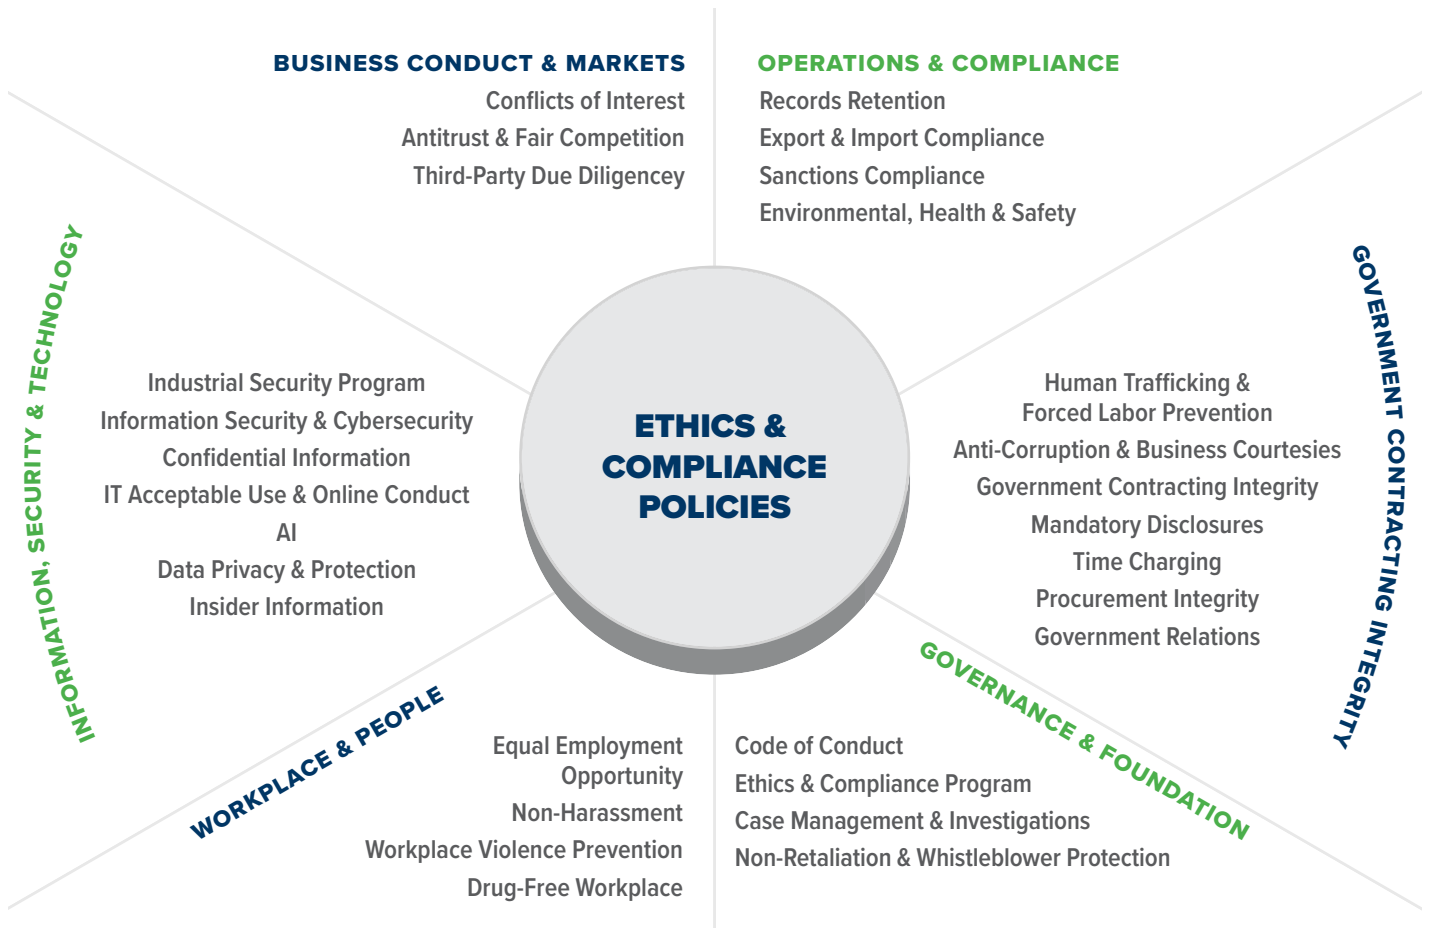 BUSINESS CONDUCT & MARKETS
Conflicts of Interest
Antitrust & Fair Competition
Third-Party Due Diligencey
OPERATIONS & COMPLIANCE
Records Retention
Export & Import Compliance
Sanctions Compliance
Environmental, Health & Safety
INFORMATION, SECURITY & TECHNOLOGY
Industrial Security Program
Information Security & Cybersecurity
Confidential Information
IT Acceptable Use & Online Conduct
AI
Data Privacy & Protection
Insider Information
ETHICS &
COMPLIANCE
POLICIES
GOVERNMENT CONTRACTING INTEGRITY
Human Trafficking &
Forced Labor Prevention
Anti-Corruption & Business Courtesies
Government Contracting Integrity
Mandatory Disclosures
Time Charging
Procurement Integrity
Government Relations
WORKPLACE & PEOPLE
Equal Employment
Opportunity
Non-Harassment
Workplace Violence Prevention
Drug-Free Workplace
GOVERNANCE & FOUNDATION
Code of Conduct
Ethics & Compliance Program
Case Management & Investigations
Non-Retaliation & Whistleblower Protection